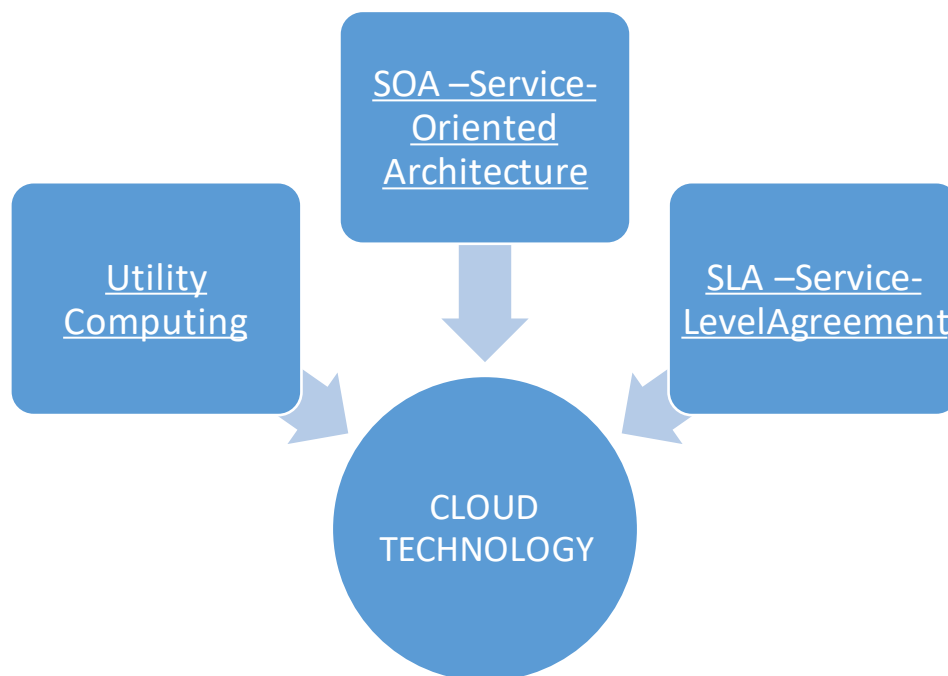 SOA –Service-
Oriented
Architecture
Utility
Computing
SLA –Service-
LevelAgreement
CLOUD
TECHNOLOGY